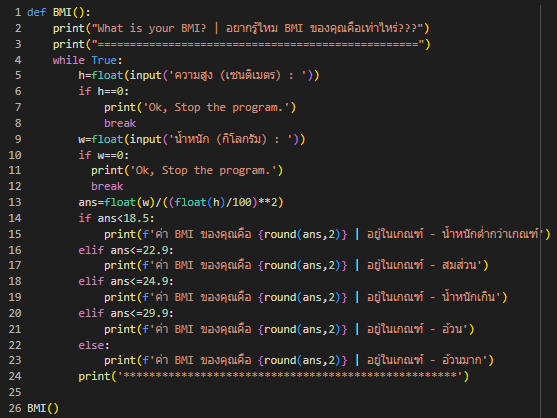 1 def BMI():
2     print("What is your BMI? | อยากรู้ไหม BMI ของคุณคือเท่าไหร่???")
3     print("==================================================")
4     while True:
5         h=float(input('ความสูง (เซนติเมตร) : '))
6         if h==0:
7             print('Ok, Stop the program.')
8             break
9         w=float(input('น้ำหนัก (กิโลกรัม) : '))
10         if w==0:
11           print('Ok, Stop the program.')
12           break
13         ans=float(w)/((float(h)/100)**2)
14         if ans<18.5:
15             print(f'ค่า BMI ของคุณคือ {round(ans,2)} | อยู่ในเกณฑ์ - น้ำหนักต่ำกว่าเกณฑ์')
16         elif ans<=22.9:
17             print(f'ค่า BMI ของคุณคือ {round(ans,2)} | อยู่ในเกณฑ์ - สมส่วน')
18         elif ans<=24.9:
19             print(f'ค่า BMI ของคุณคือ {round(ans,2)} | อยู่ในเกณฑ์ - น้ำหนักเกิน')
20         elif ans<=29.9:
21             print(f'ค่า BMI ของคุณคือ {round(ans,2)} | อยู่ในเกณฑ์ - อ้วน')
22         else:
23             print(f'ค่า BMI ของคุณคือ {round(ans,2)} | อยู่ในเกณฑ์ - อ้วนมาก')
24         print('****************************************************')
25
26 BMI()